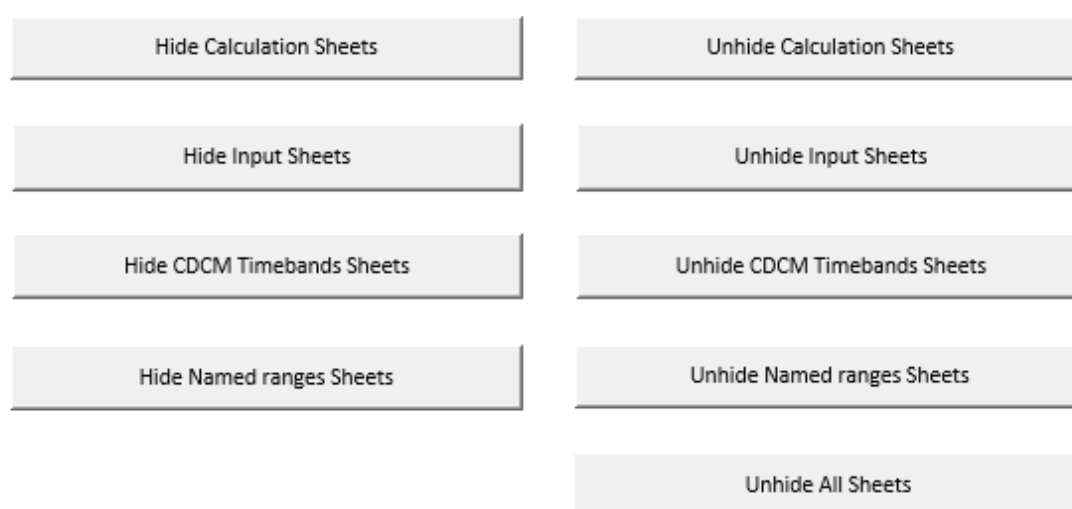 Hide Calculation Sheets
Unhide Calculation Sheets
Hide Input Sheets
Unhide Input Sheets
Hide CDCM Timebands Sheets
Unhide CDCM Timebands Sheets
Hide Named ranges Sheets
Unhide Named ranges Sheets
Unhide All Sheets